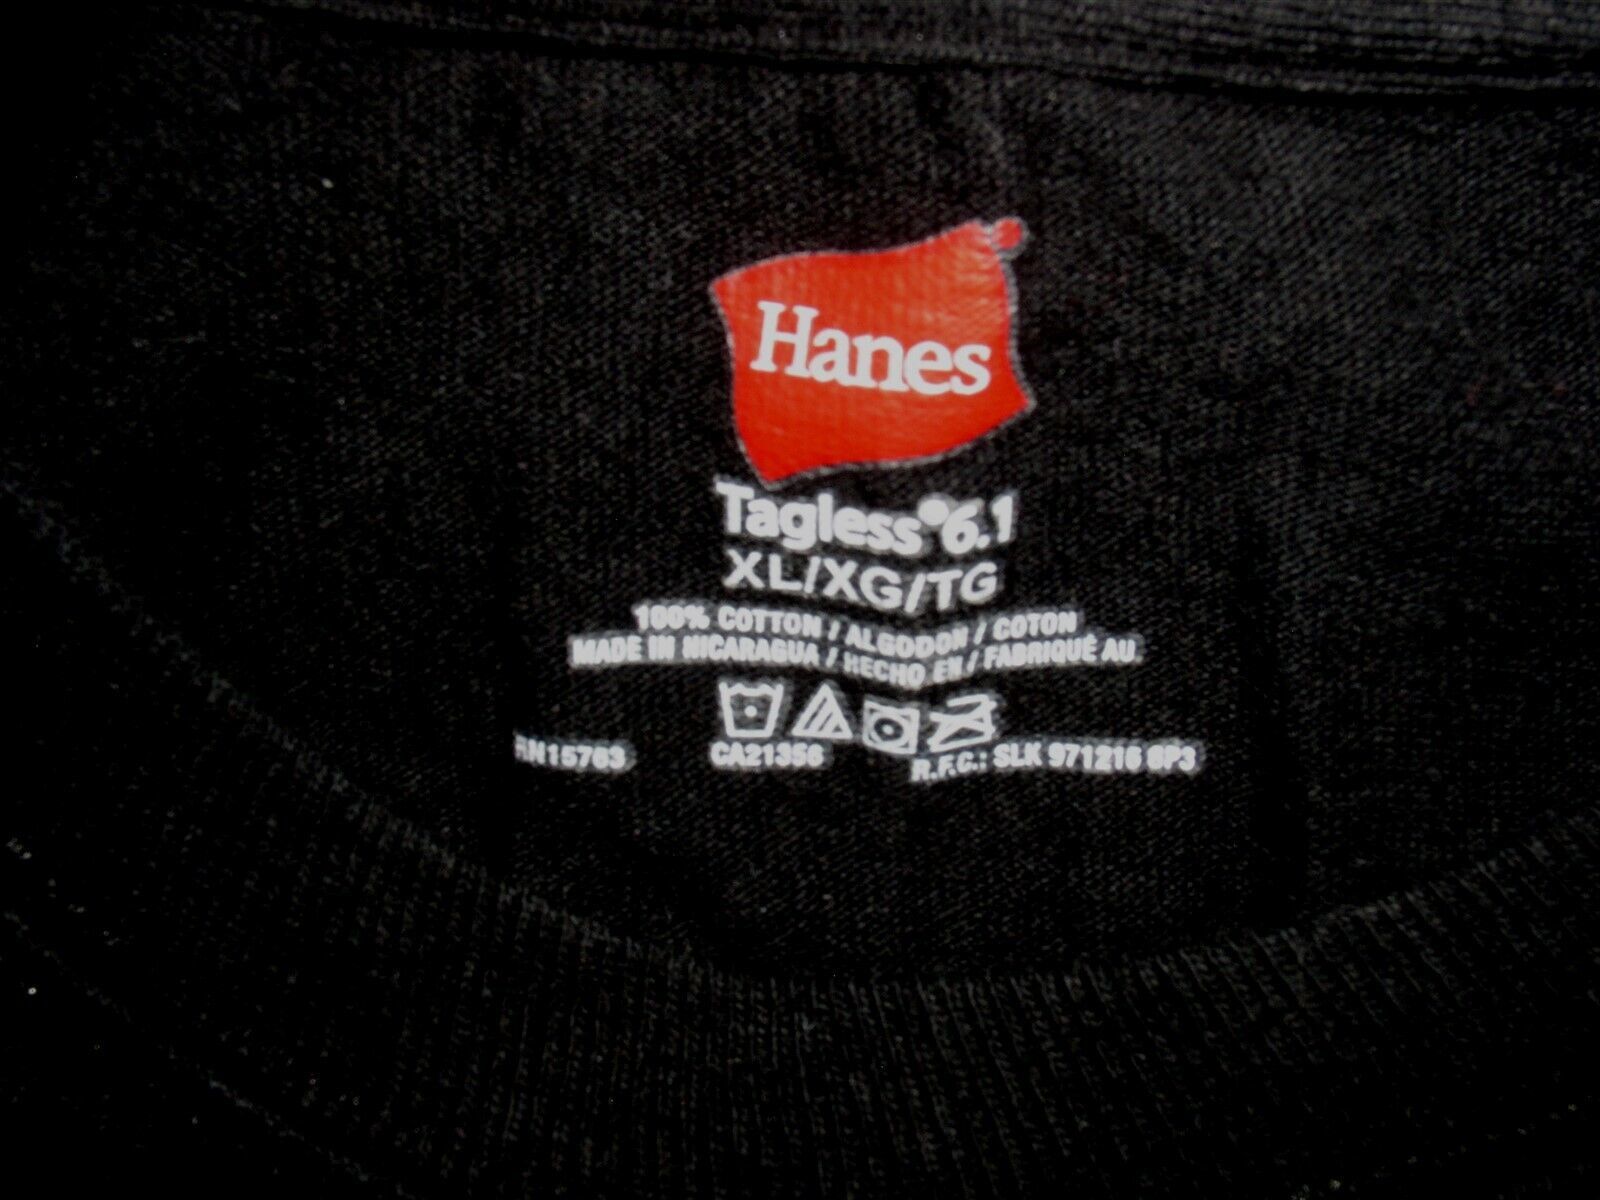 Hanes
Tagless® 6.1
XL/XG/TG
100% COTTON / ALGODON / COTON
MADE IN NICARAGUA / HECHO EN / FABRIQUÉ AU
RN15763 CA21356 R.F.C.: SLK 971216 6P3